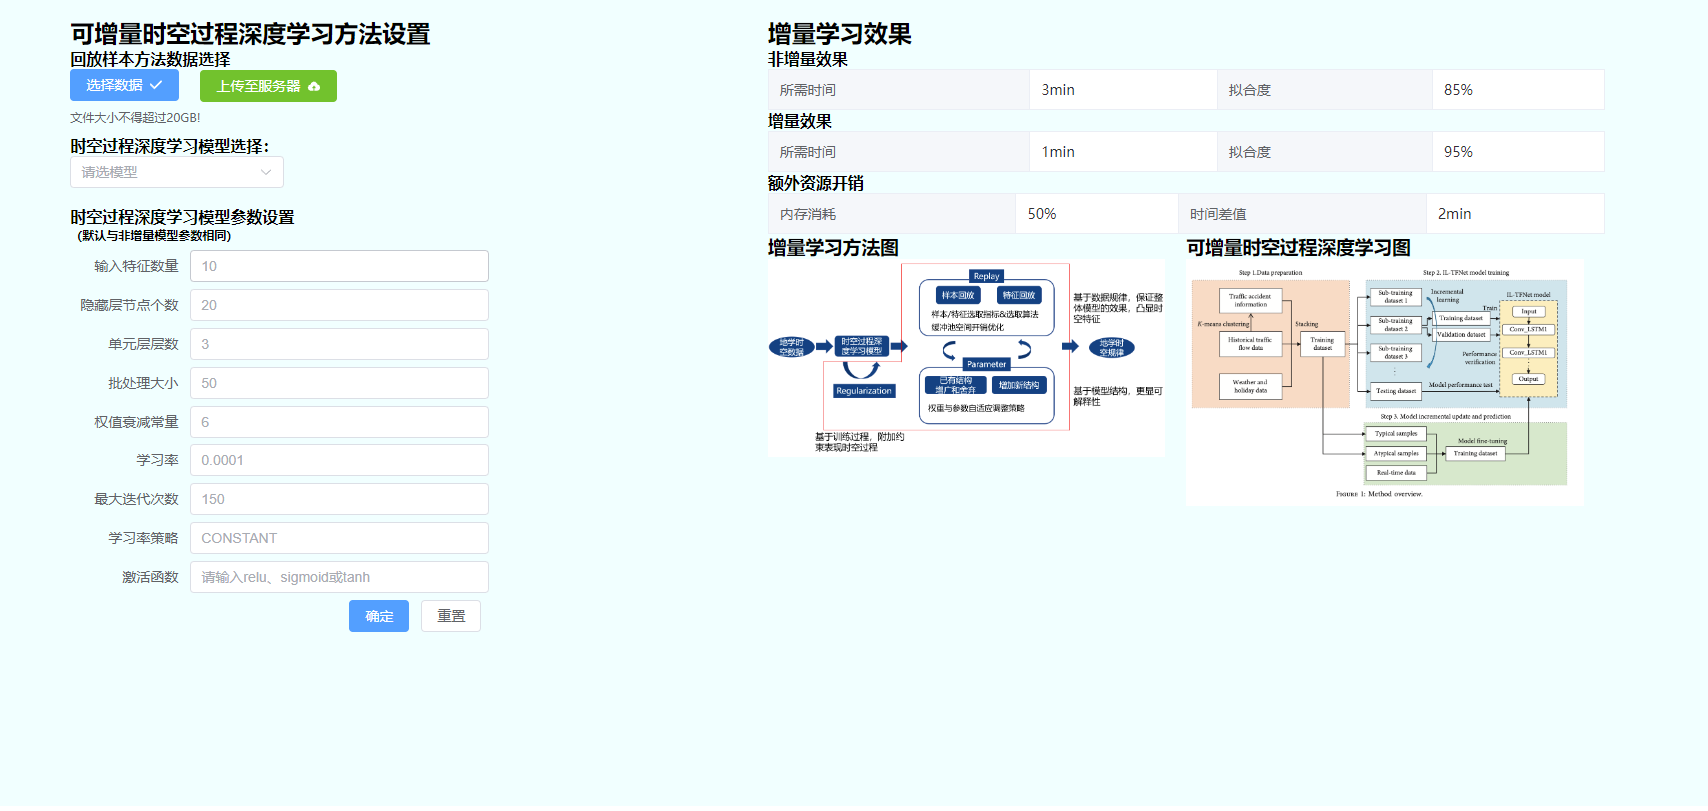 可增量时空过程深度学习方法设置
回放样本方法数据选择
选择数据
上传至服务器
文件大小不得超过20GB!
时空过程深度学习模型选择：
请选模型
时空过程深度学习模型参数设置
(默认与非增量模型参数相同)
输入特征数量 10
隐藏层节点个数 20
单元层层数 3
批处理大小 50
权值衰减常量 6
学习率 0.0001
最大迭代次数 150
学习率策略 CONSTANT
激活函数 请输入relu、sigmoid或tanh
确定 重置
增量学习效果
非增量效果
所需时间 3min 拟合度 85%
增量效果
所需时间 1min 拟合度 95%
额外资源开销
内存消耗 50% 时间差值 2min
增量学习方法图
Replay
样本回放 特征回放
样本/特征选取指标&选取算法
缓冲池空间开销优化
地学时
空数据
时空过程深
度学习模型
Regularization
Parameter
已有结构
增广和舍弃
增加新结构
权重与参数自适应调整策略
基于数据规律，保证整
体模型的效果，凸显时
空特征
地学时
空规律
基于模型结构，更显可
解释性
基于训练过程，附加约
束表现时空过程
可增量时空过程深度学习图
Step 1.Data preparation
Traffic accident
information
K-means clustering
Stacking
Historical traffic
flow data
Training
dataset
Weather and
holiday data
Step 2. IL-TFNet model training
Sub-training
dataset 1
Incremental
learning
IL-TFNet model
Sub-training
dataset 2
Training dataset
Train
Validation dataset
Input
Conv_LSTM1
Sub-training
dataset 3
Performance
verification
Conv_LSTM1
Output
Testing dataset
Model performance test
Step 3. Model incremental update and prediction
Typical samples
Atypical samples
Real-time data
Model fine-tuning
Training dataset
FIGURE 1: Method overview.